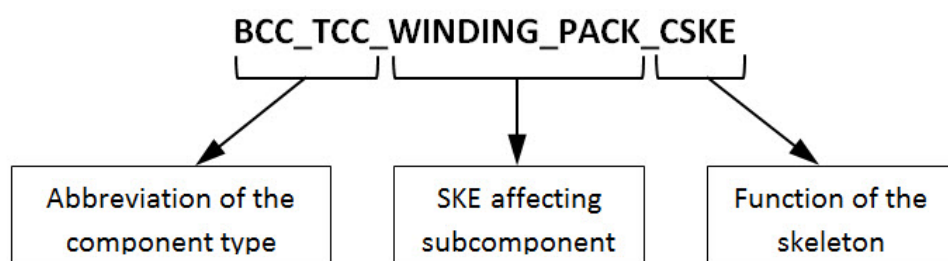 BCC_TCC_WINDING_PACK_CSKE
Abbreviation of the
component type
SKE affecting
subcomponent
Function of the
skeleton